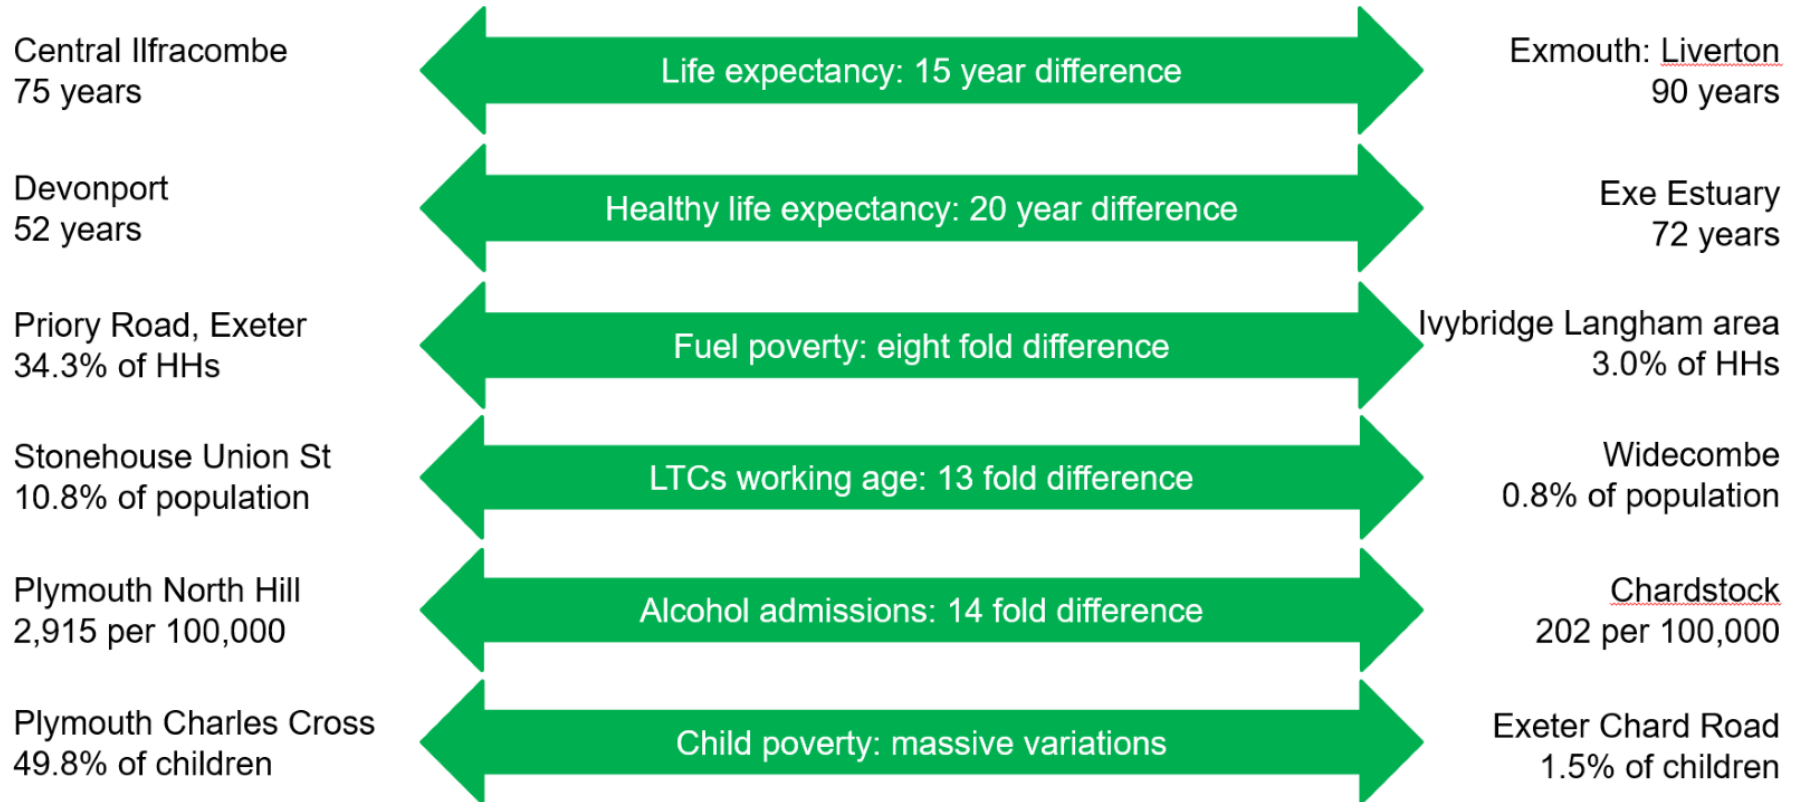 Central Ilfracombe
75 years
Life expectancy: 15 year difference
Exmouth: Liverton
90 years
Devonport
52 years
Healthy life expectancy: 20 year difference
Exe Estuary
72 years
Priory Road, Exeter
34.3% of HHs
Fuel poverty: eight fold difference
Ivybridge Langham area
3.0% of HHs
Stonehouse Union St
10.8% of population
LTCs working age: 13 fold difference
Widecombe
0.8% of population
Plymouth North Hill
2,915 per 100,000
Alcohol admissions: 14 fold difference
Chardstock
202 per 100,000
Plymouth Charles Cross
49.8% of children
Child poverty: massive variations
Exeter Chard Road
1.5% of children